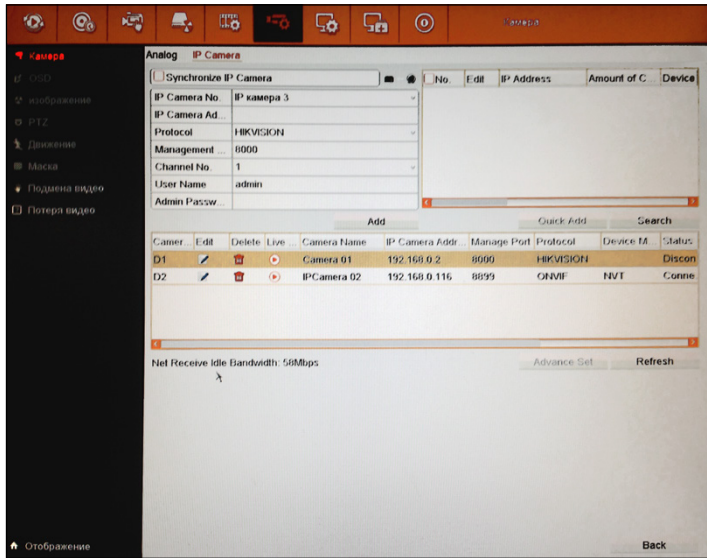 Камера
Камера
OSD
изображение
PTZ
Движение
Маска
Подмена видео
Потеря видео
Отображение
Analog IP Camera
Synchronize IP Camera
IP Camera No. IP камера 3
IP Camera Ad...
Protocol HIKVISION
Management ... 8000
Channel No. 1
User Name admin
Admin Passw...
No. Edit IP Address Amount of C... Device
Add Quick Add Search
Camer... Edit Delete Live ... Camera Name IP Camera Addr... Manage Port Protocol Device M... Status
D1 Camera 01 192.168.0.2 8000 HIKVISION Discon
D2 IPCamera 02 192.168.0.116 8899 ONVIF NVT Conne
Net Receive Idle Bandwidth: 58Mbps
Advance Set Refresh
Back